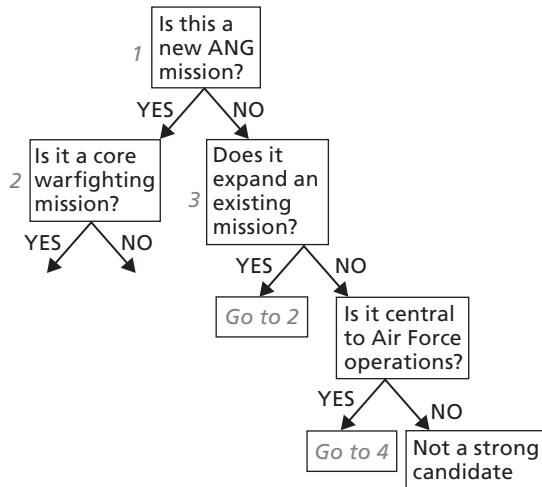 Is this a
new ANG
mission?
1
YES
NO
Is it a core
warfighting
mission?
2
Does it
expand an
existing
mission?
3
YES
NO
YES
NO
Go to 2
Is it central
to Air Force
operations?
YES
NO
Go to 4
Not a strong
candidate